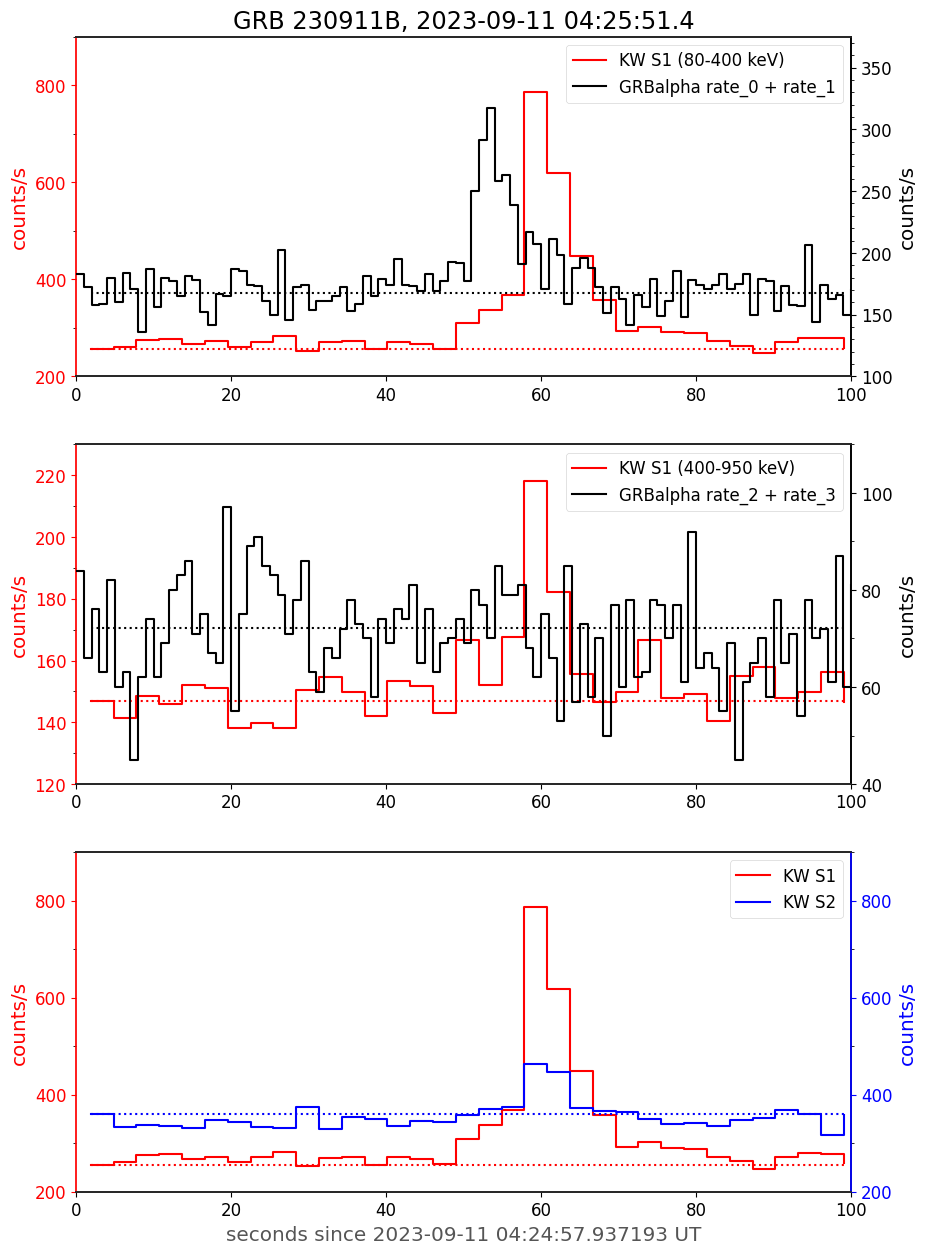 GRB 230911B, 2023-09-11 04:25:51.4
KW S1 (80-400 keV)
GRBalpha rate_0 + rate_1
800
600
400
200
counts/s
350
300
250
200
150
100
counts/s
0 20 40 60 80 100
KW S1 (400-950 keV)
GRBalpha rate_2 + rate_3
220
200
180
160
140
120
counts/s
100
80
60
40
counts/s
0 20 40 60 80 100
KW S1
KW S2
800
600
400
200
counts/s
800
600
400
200
counts/s
0 20 40 60 80 100
seconds since 2023-09-11 04:24:57.937193 UT